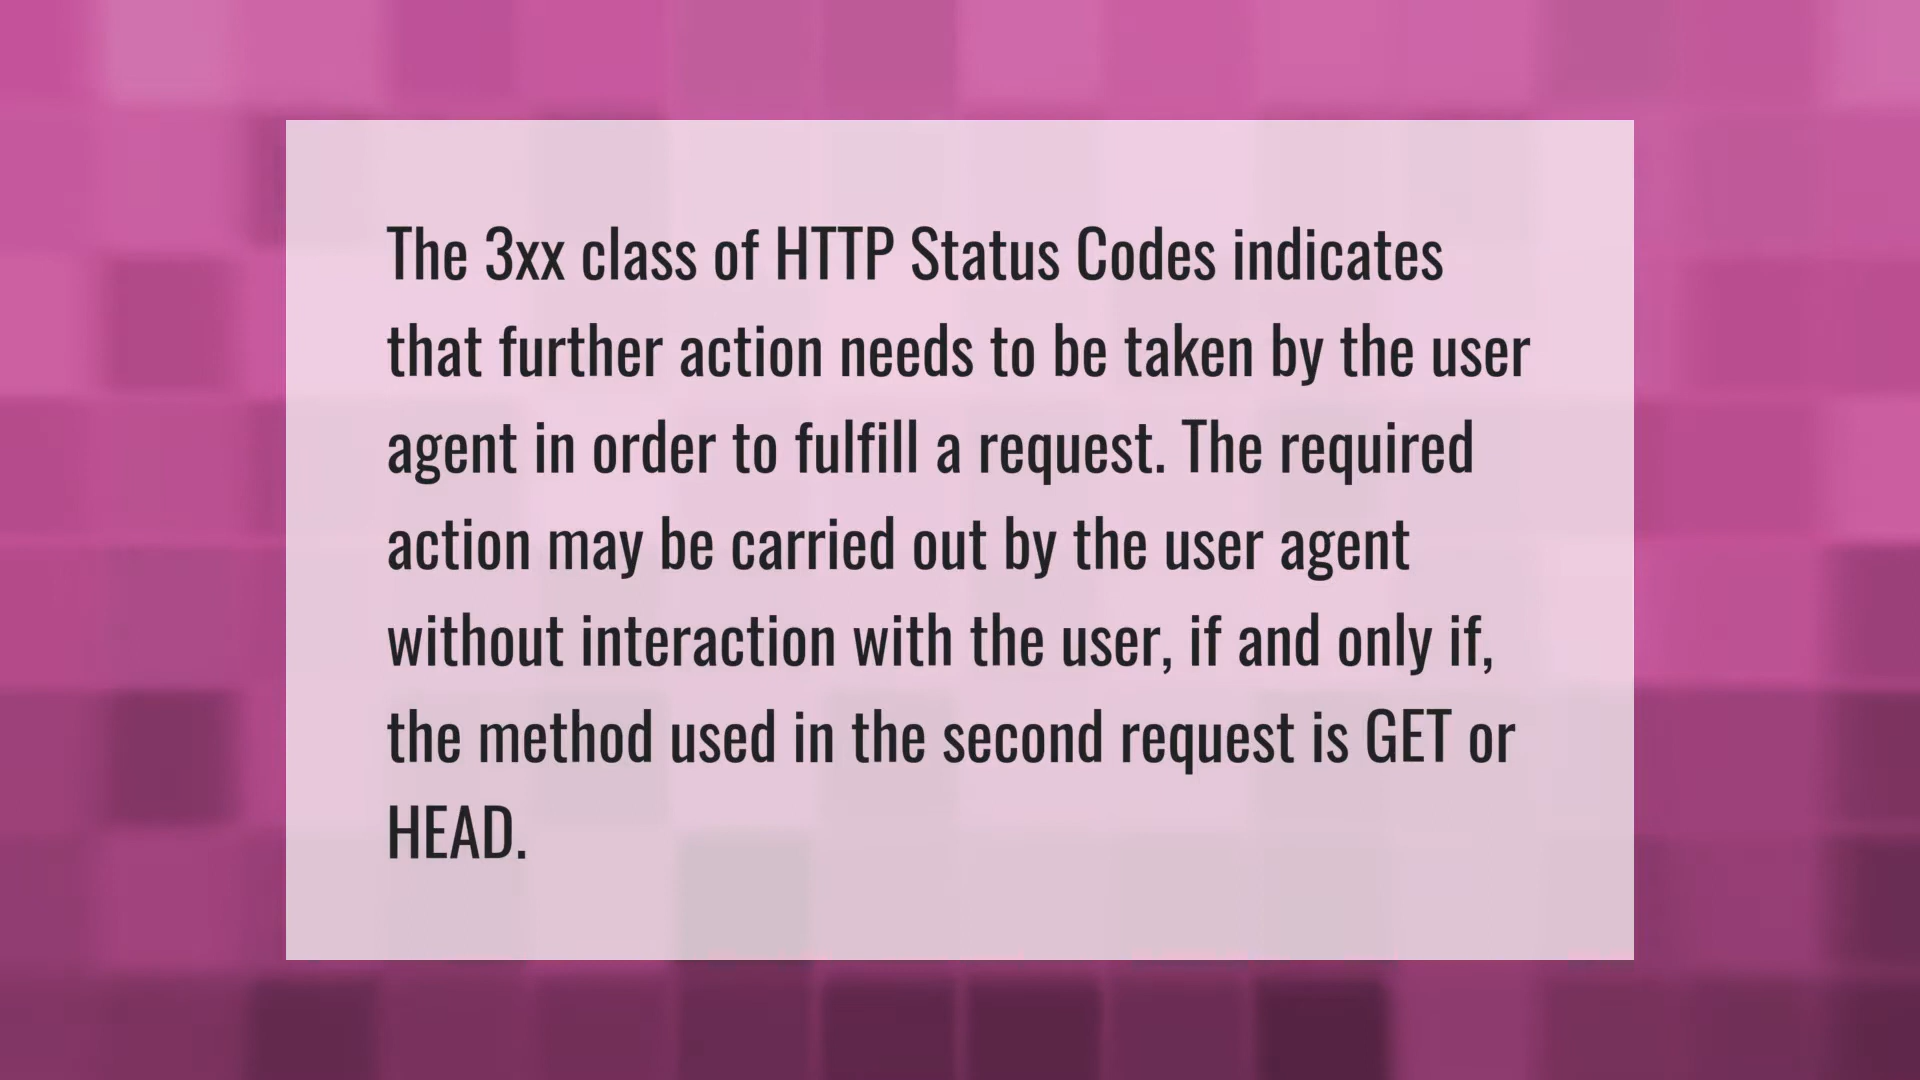 The 3xx class of HTTP Status Codes indicates
that further action needs to be taken by the user
agent in order to fulfill a request. The required
action may be carried out by the user agent
without interaction with the user, if and only if,
the method used in the second request is GET or
HEAD.